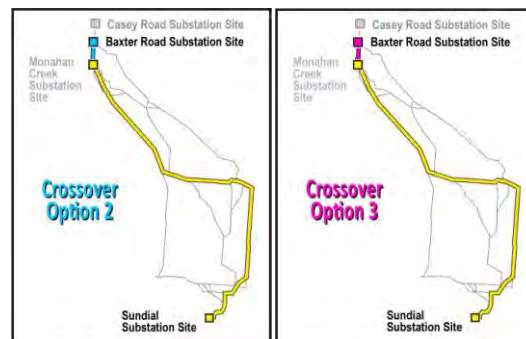 Casey Road Substation Site
Baxter Road Substation Site
Monahan
Creek
Substation
Site
Crossover
Option 2
Sundial
Substation Site
Casey Road Substation Site
Baxter Road Substation Site
Monahan
Creek
Substation
Site
Crossover
Option 3
Sundial
Substation Site